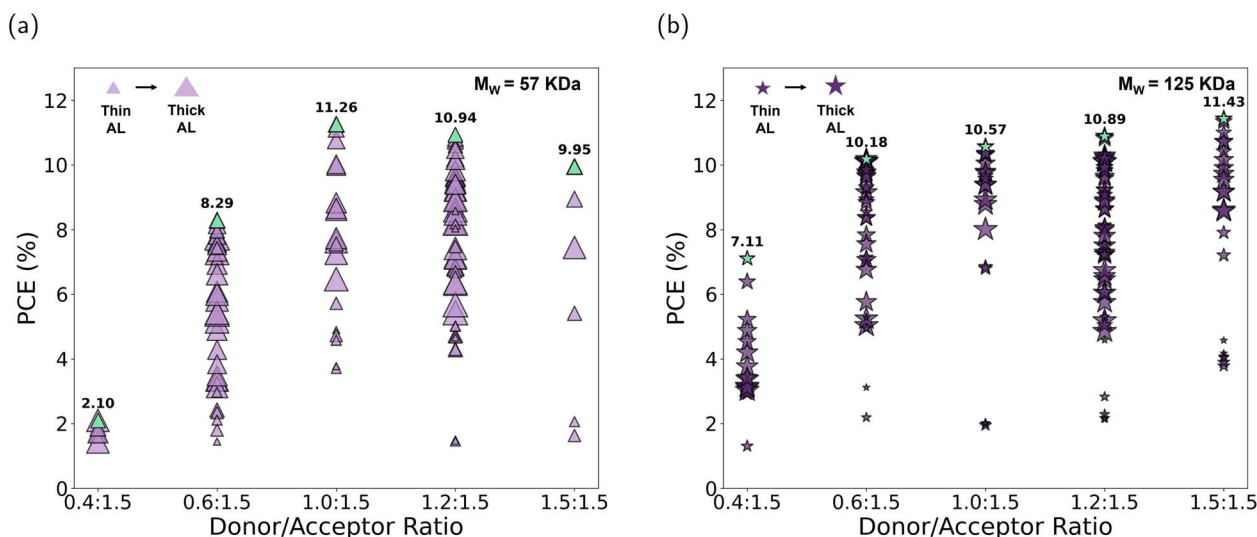 (a)
Thin AL
Thick AL
M_W = 57 KDa
12
10
8
6
4
2
0
PCE (%)
2.10
8.29
11.26
10.94
9.95
0.4:1.5
0.6:1.5
1.0:1.5
1.2:1.5
1.5:1.5
Donor/Acceptor Ratio
(b)
Thin AL
Thick AL
M_W = 125 KDa
12
10
8
6
4
2
0
PCE (%)
7.11
10.18
10.57
10.89
11.43
0.4:1.5
0.6:1.5
1.0:1.5
1.2:1.5
1.5:1.5
Donor/Acceptor Ratio